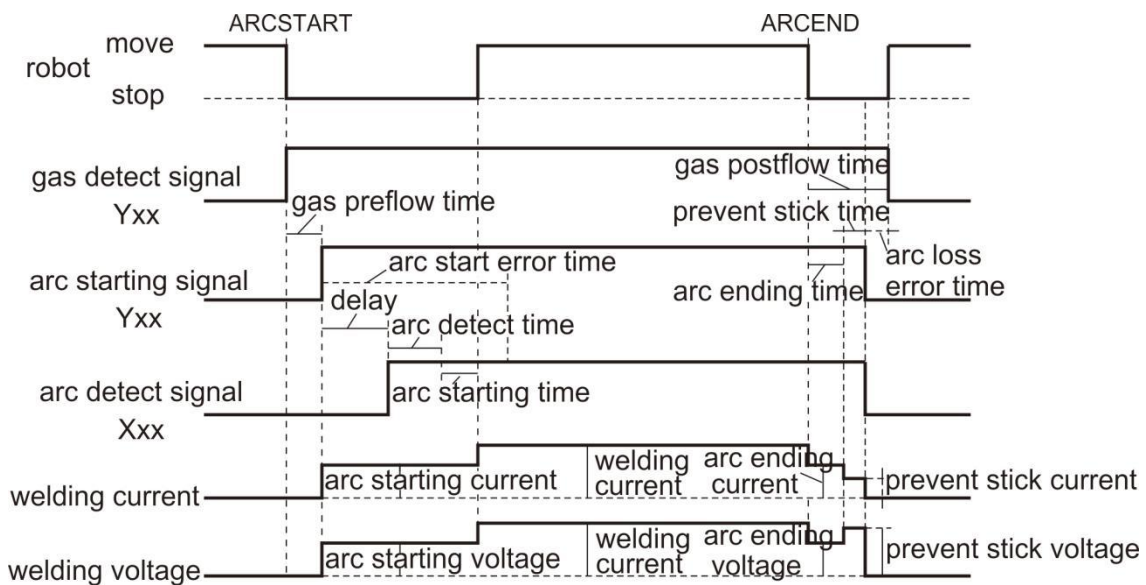 ARCSTART
ARCEND
move
robot
stop
gas detect signal
Yxx
gas postflow time
gas preflow time
prevent stick time
arc starting signal
Yxx
arc start error time
arc loss
error time
arc ending time
delay
arc detect time
arc detect signal
Xxx
arc starting time
welding current
arc starting current
welding
current
arc ending
current
prevent stick current
welding voltage
arc starting voltage
welding
current
arc ending
voltage
prevent stick voltage